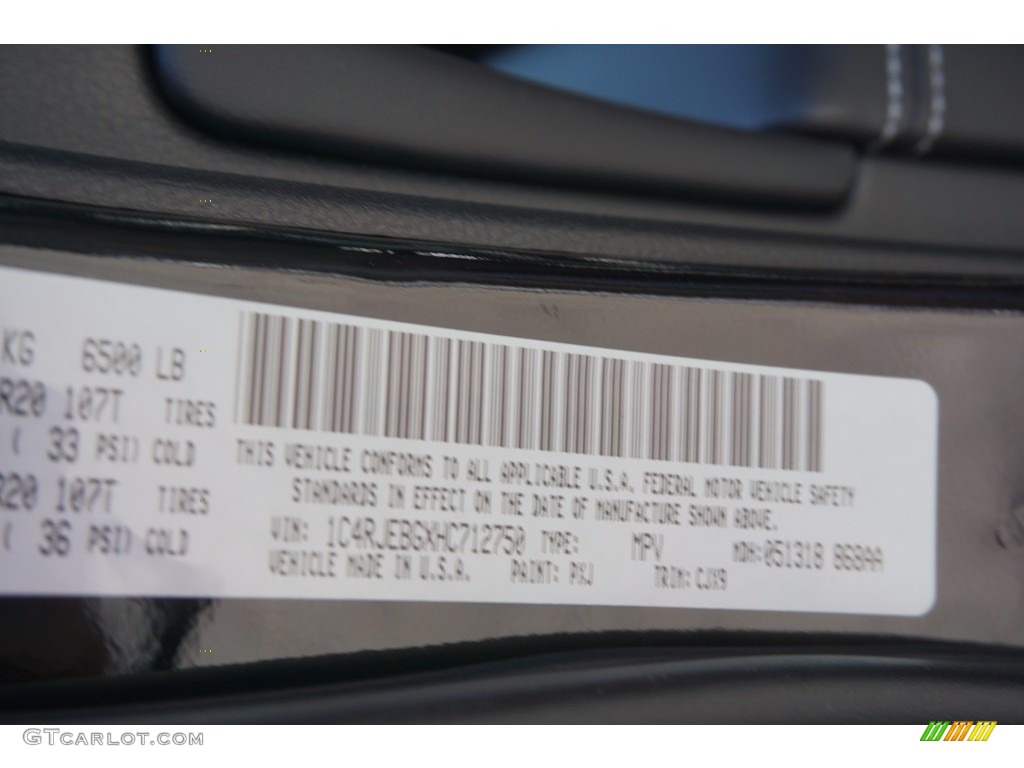 KG 6500 LB
R20 107T TIRES
( 33 PSI) COLD
R20 107T TIRES
( 36 PSI) COLD
THIS VEHICLE CONFORMS TO ALL APPLICABLE U.S.A. FEDERAL MOTOR VEHICLE SAFETY
STANDARDS IN EFFECT ON THE DATE OF MANUFACTURE SHOWN ABOVE.
VIN: 1C4RJEBGXHC712750 TYPE: MPV MDH:051318 868AA
VEHICLE MADE IN U.S.A. PAINT: PXJ TRIM: CJX9
GTCARLOT.COM